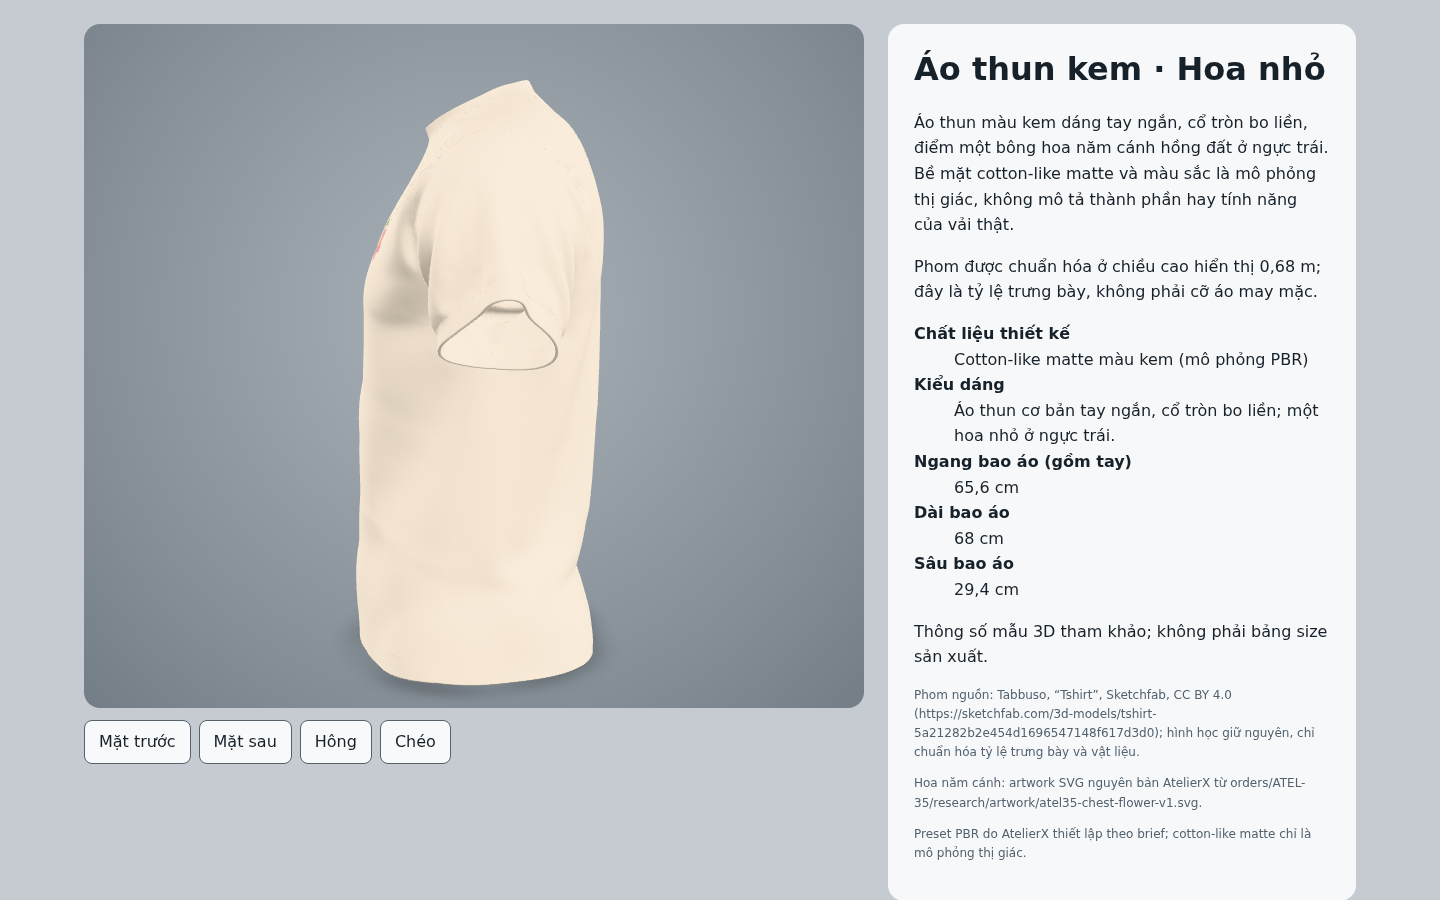 Áo thun kem · Hoa nhỏ
Áo thun màu kem dáng tay ngắn, cổ tròn bo liền,
điểm một bông hoa năm cánh hồng đất ở ngực trái.
Bề mặt cotton-like matte và màu sắc là mô phỏng
thị giác, không mô tả thành phần hay tính năng
của vải thật.
Phom được chuẩn hóa ở chiều cao hiển thị 0,68 m;
đây là tỷ lệ trưng bày, không phải cỡ áo may mặc.
Chất liệu thiết kế
Cotton-like matte màu kem (mô phỏng PBR)
Kiểu dáng
Áo thun cơ bản tay ngắn, cổ tròn bo liền; một
hoa nhỏ ở ngực trái.
Ngang bao áo (gồm tay)
65,6 cm
Dài bao áo
68 cm
Sâu bao áo
29,4 cm
Thông số mẫu 3D tham khảo; không phải bảng size
sản xuất.
Phom nguồn: Tabbuso, “Tshirt”, Sketchfab, CC BY 4.0
(https://sketchfab.com/3d-models/tshirt-
5a21282b2e454d1696547148f617d3d0); hình học giữ nguyên, chỉ
chuẩn hóa tỷ lệ trưng bày và vật liệu.
Hoa năm cánh: artwork SVG nguyên bản AtelierX từ orders/ATEL-
35/research/artwork/atel35-chest-flower-v1.svg.
Preset PBR do AtelierX thiết lập theo brief; cotton-like matte chỉ là
mô phỏng thị giác.
Mặt trước
Mặt sau
Hông
Chéo